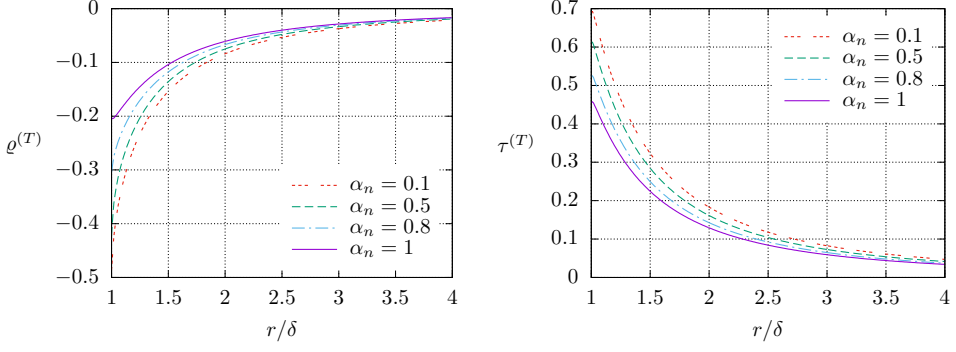 0
−0.1
−0.2
−0.3
−0.4
−0.5
ϱ^(T)
α_n = 0.1
α_n = 0.5
α_n = 0.8
α_n = 1
1 1.5 2 2.5 3 3.5 4
r/δ
0.7
0.6
0.5
0.4
0.3
0.2
0.1
0
τ^(T)
α_n = 0.1
α_n = 0.5
α_n = 0.8
α_n = 1
1 1.5 2 2.5 3 3.5 4
r/δ